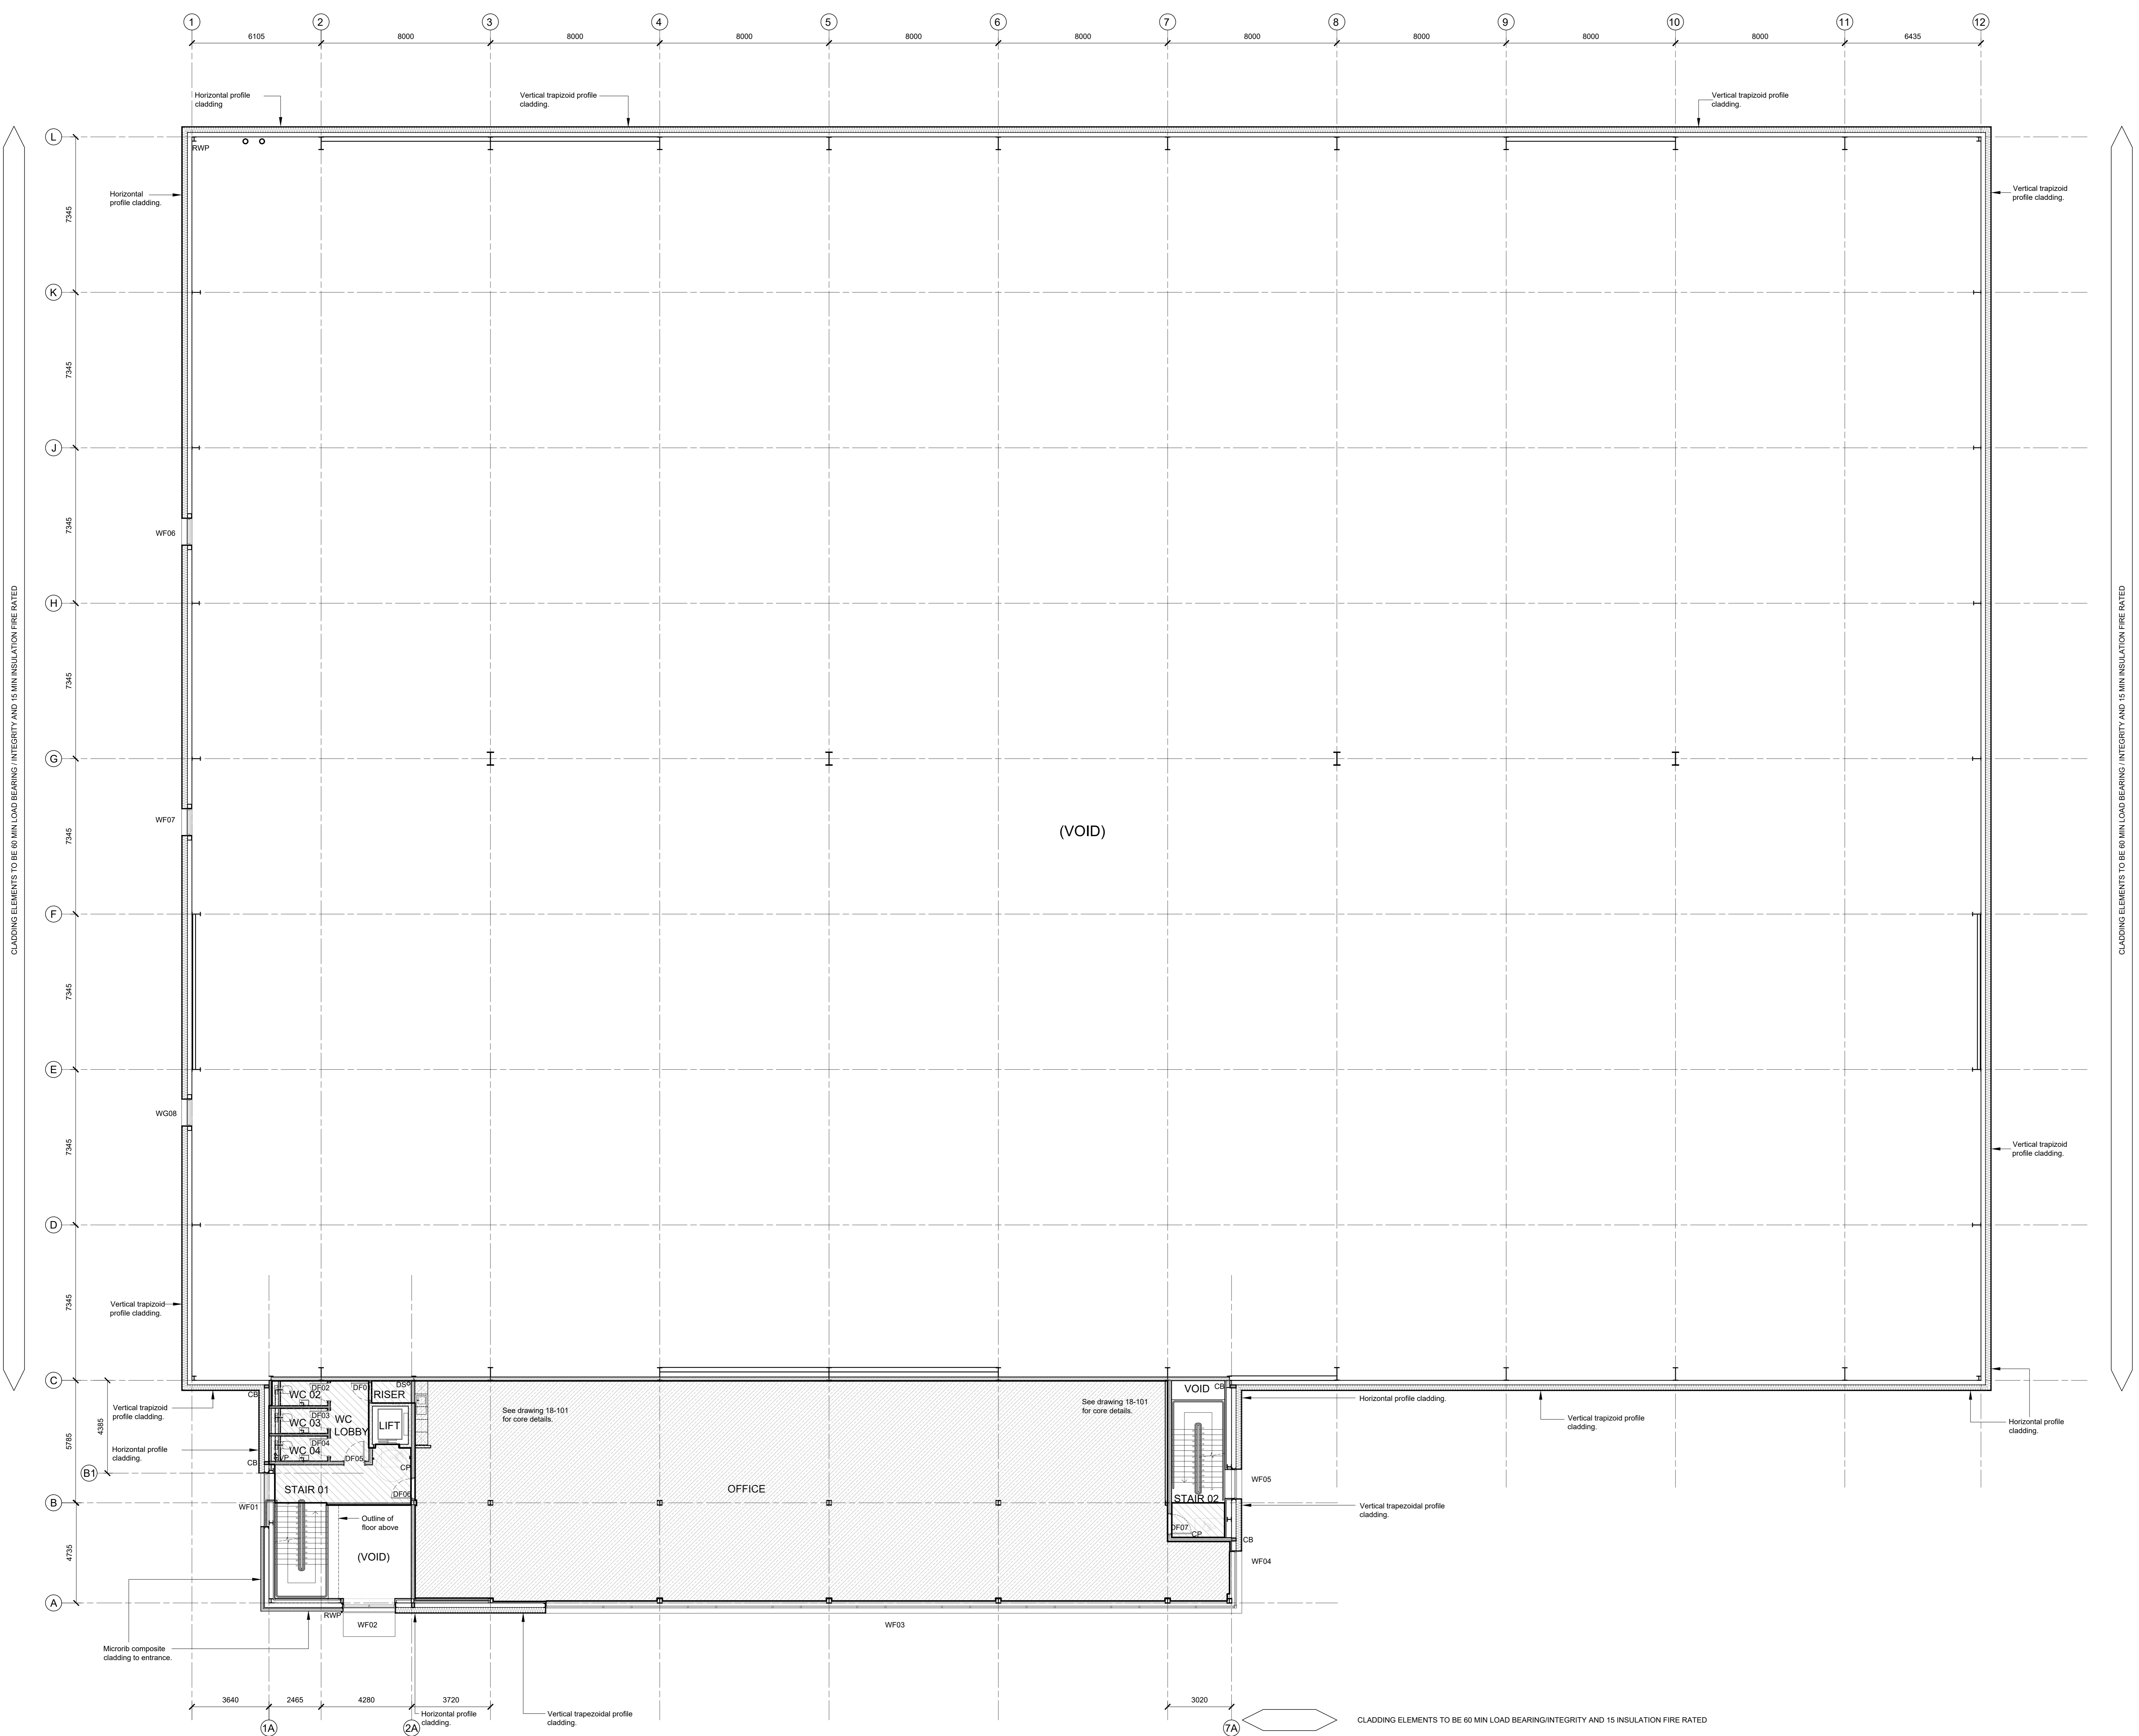 1 2 3 4 5 6 7 8 9 10 11 12
6105 8000 8000 8000 8000 8000 8000 8000 8000 8000 6435
Horizontal profile
cladding
Vertical trapizoid profile
cladding.
Vertical trapizoid profile
cladding.
L
RWP
Horizontal
profile cladding.
Vertical trapizoid
profile cladding.
7345
K
7345
J
7345
WF06
H
CLADDING ELEMENTS TO BE 60 MIN LOAD BEARING / INTEGRITY AND 15 MIN INSULATION FIRE RATED
CLADDING ELEMENTS TO BE 60 MIN LOAD BEARING / INTEGRITY AND 15 MIN INSULATION FIRE RATED
7345
G
WF07
(VOID)
7345
F
7345
E
WG08
7345
Vertical trapizoid
profile cladding.
D
7345
Vertical trapizoid
profile cladding.
C
CB
WC 02
DF02
DF0
RISER
DS
VOID
CB
Horizontal profile cladding.
Vertical trapizoid
profile cladding.
4385
5785
WC 03
DF03
WC
LOBBY
LIFT
See drawing 18-101
for core details.
See drawing 18-101
for core details.
Vertical trapizoid profile
cladding.
Horizontal profile
cladding.
Horizontal profile
cladding.
CB
WC 04
DF04
SVP
DF05
CP
B1
STAIR 01
DF06
OFFICE
WF05
STAIR 02
B
WF01
Outline of
floor above
Vertical trapezoidal profile
cladding.
DF07
CP
CB
4735
(VOID)
WF04
A
RWP
WF02
WF03
Microrib composite
cladding to entrance.
3640 2465 4280 3720 3020
Horizontal profile
cladding.
Vertical trapezoidal profile
cladding.
1A 2A 7A
CLADDING ELEMENTS TO BE 60 MIN LOAD BEARING/INTEGRITY AND 15 INSULATION FIRE RATED